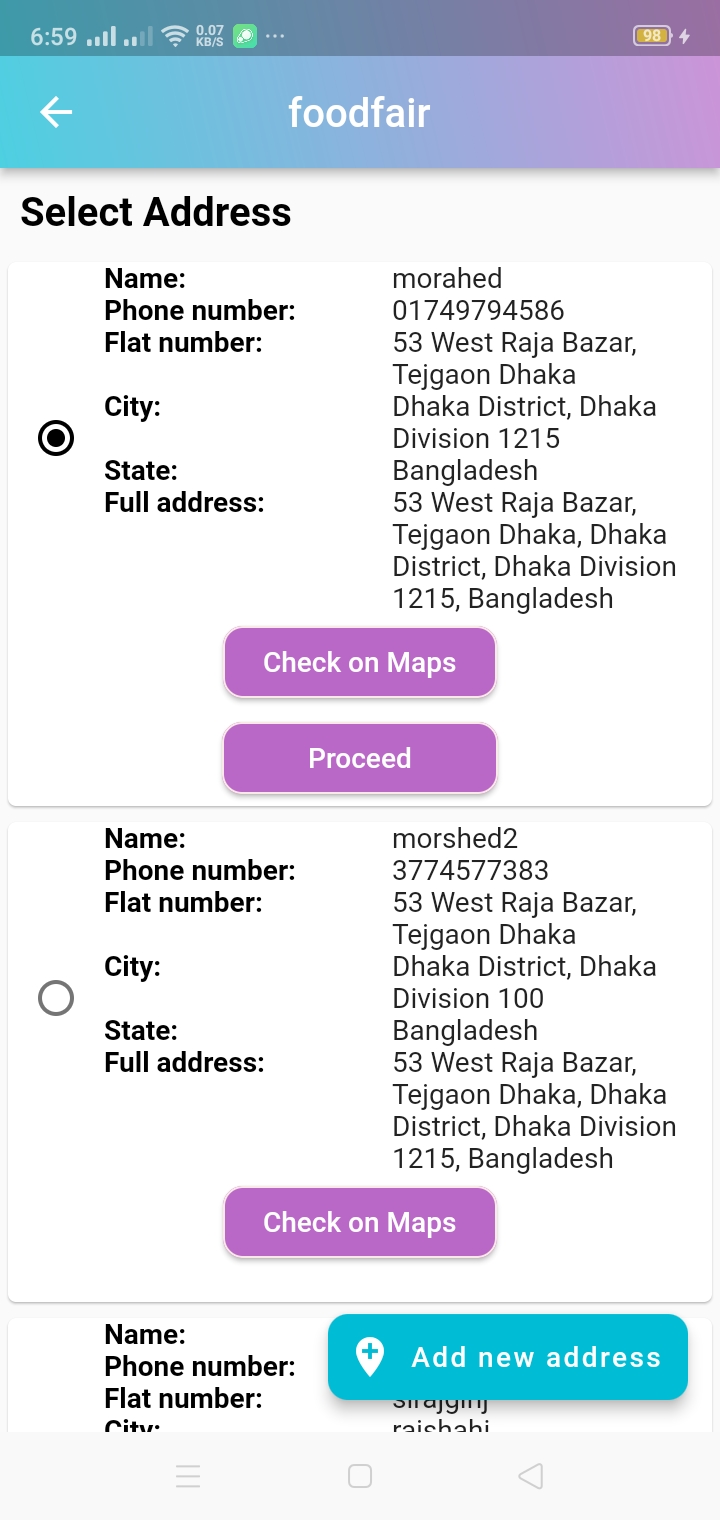 6:59 0.07 KB/S ... 98
foodfair
Select Address
Name: morahed
Phone number: 01749794586
Flat number: 53 West Raja Bazar,
Tejgaon Dhaka
City: Dhaka District, Dhaka
Division 1215
State: Bangladesh
Full address: 53 West Raja Bazar,
Tejgaon Dhaka, Dhaka
District, Dhaka Division
1215, Bangladesh
Check on Maps
Proceed
Name: morshed2
Phone number: 3774577383
Flat number: 53 West Raja Bazar,
Tejgaon Dhaka
City: Dhaka District, Dhaka
Division 100
State: Bangladesh
Full address: 53 West Raja Bazar,
Tejgaon Dhaka, Dhaka
District, Dhaka Division
1215, Bangladesh
Check on Maps
Name:
Phone number:
Add new address
Flat number:
City: rajshahi